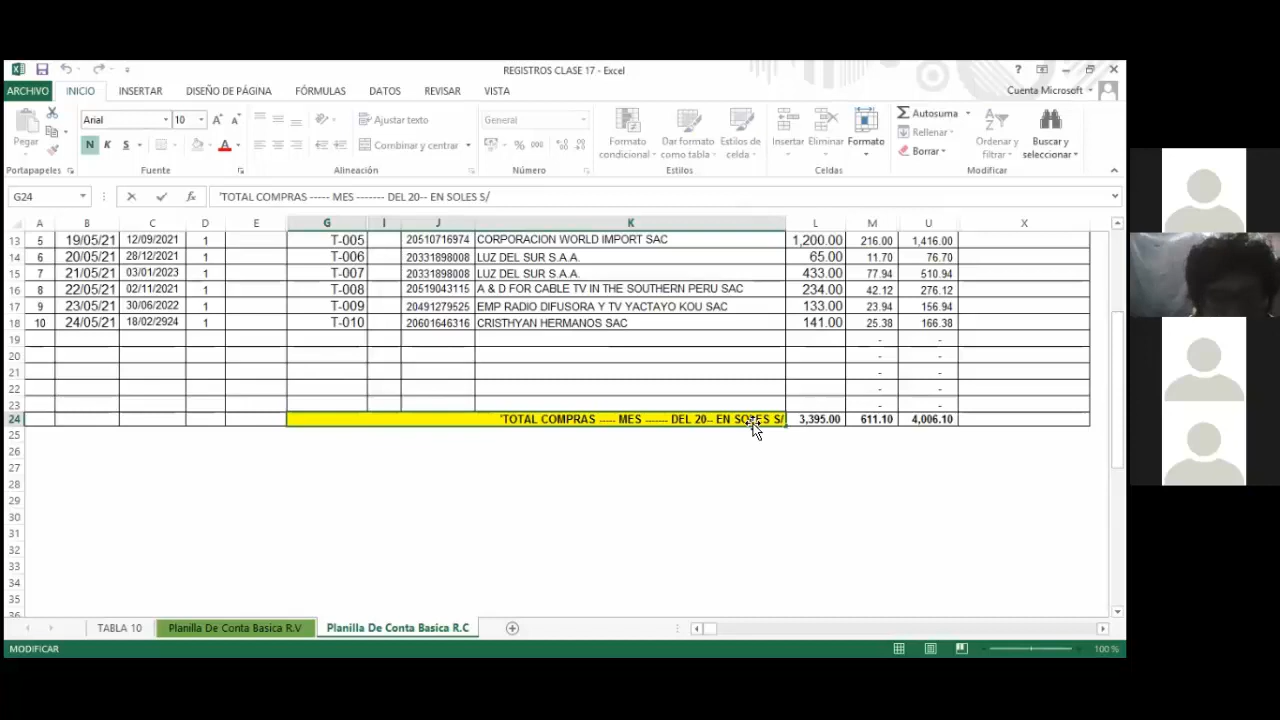 REGISTROS CLASE 17 - Excel
?
ARCHIVO INICIO INSERTAR DISEÑO DE PÁGINA FÓRMULAS DATOS REVISAR VISTA Cuenta Microsoft
Pegar
Portapapeles
Arial 10
N K S
Fuente
Ajustar texto
Combinar y centrar
Alineación
General
% 000
Número
Formato condicional
Dar formato como tabla
Estilos de celda
Estilos
Insertar Eliminar Formato
Celdas
Autosuma
Rellenar
Borrar
Ordenary filtrar
Buscar y seleccionar
Modificar
G24 fx 'TOTAL COMPRAS ----- MES ------- DEL 20-- EN SOLES S/
A B C D E G I J K L M U X
13 5 19/05/21 12/09/2021 1 T-005 20510716974 CORPORACION WORLD IMPORT SAC 1,200.00 216.00 1,416.00
14 6 20/05/21 28/12/2021 1 T-006 20331898008 LUZ DEL SUR S.A.A. 65.00 11.70 76.70
15 7 21/05/21 03/01/2023 1 T-007 20331898008 LUZ DEL SUR S.A.A. 433.00 77.94 510.94
16 8 22/05/21 02/11/2021 1 T-008 20519043115 A & D FOR CABLE TV IN THE SOUTHERN PERU SAC 234.00 42.12 276.12
17 9 23/05/21 30/06/2022 1 T-009 20491279525 EMP RADIO DIFUSORA Y TV YACTAYO KOU SAC 133.00 23.94 156.94
18 10 24/05/21 18/02/2924 1 T-010 20601646316 CRISTHYAN HERMANOS SAC 141.00 25.38 166.38
19 - -
20 - -
21 - -
22 - -
23 - -
24 'TOTAL COMPRAS ----- MES ------- DEL 20-- EN SOLES S/ 3,395.00 611.10 4,006.10
25
26
27
28
29
30
31
32
33
34
35
36
TABLA 10 Planilla De Conta Basica R.V Planilla De Conta Basica R.C
MODIFICAR 100 %